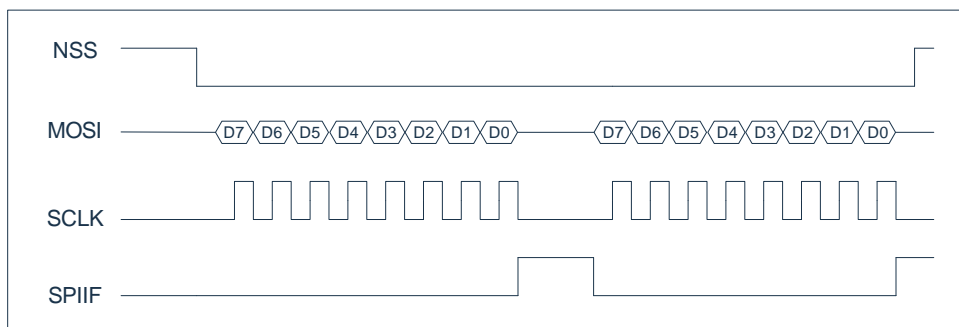 NSS
MOSI D7 D6 D5 D4 D3 D2 D1 D0 D7 D6 D5 D4 D3 D2 D1 D0
SCLK
SPIIF